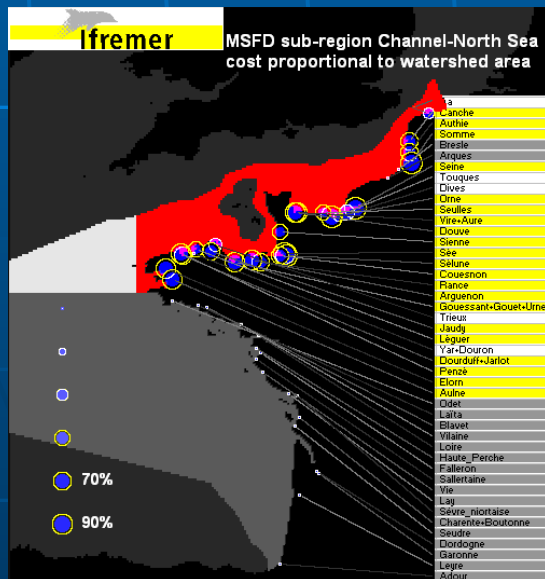 Ifremer
MSFD sub-region Channel-North Sea
cost proportional to watershed area
Canche
Authie
Somme
Bresle
Arques
Seine
Touques
Dives
Orne
Seulles
Vire+Aure
Douve
Sienne
Sée
Sélune
Couesnon
Rance
Arguenon
Gouessant+Gouet+Urne
Trieux
Jaudy
Léguer
Yar+Douron
Dourduff+Jarlot
Penzé
Elorn
Aulne
Odet
Laïta
Blavet
Vilaine
Loire
Haute_Perche
Falleron
Sallertaine
Vie
Lay
Sèvre_niortaise
Charente+Boutonne
Seudre
Dordogne
Garonne
Leyre
Adour
70%
90%